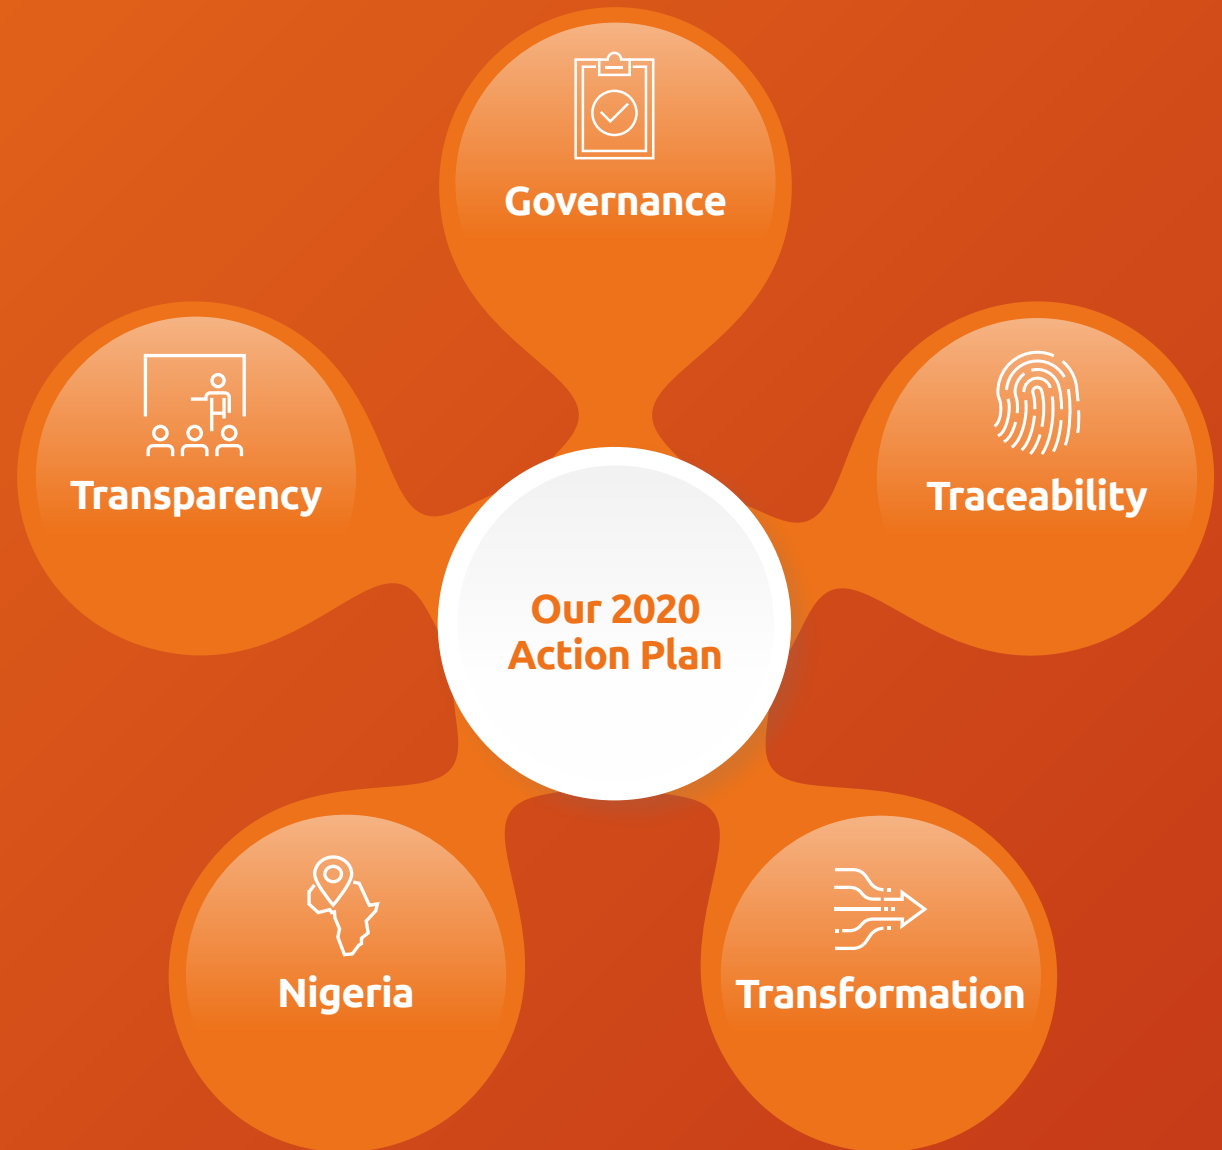 Governance
Transparency
Traceability
Our 2020
Action Plan
Nigeria
Transformation